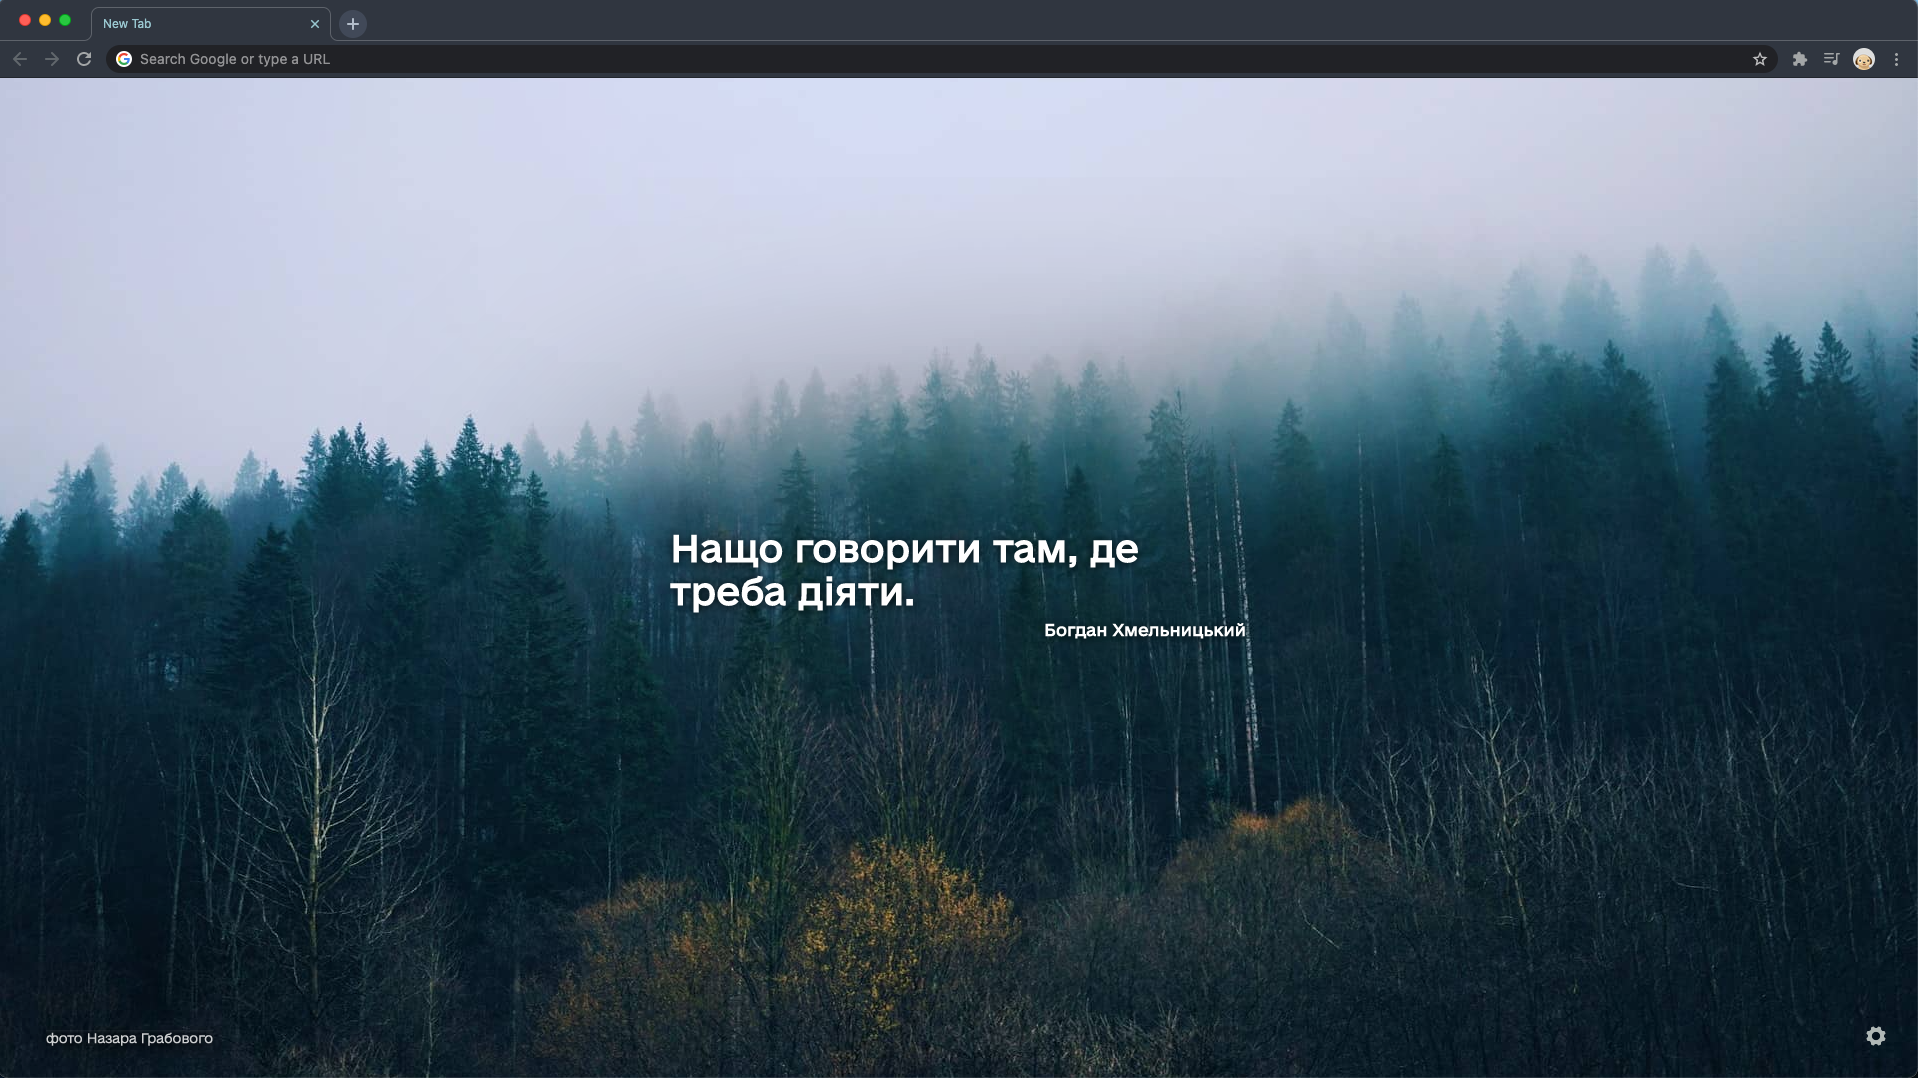 New Tab
Search Google or type a URL
Нащо говорити там, де
треба діяти.
Богдан Хмельницький
фото Назара Грабового